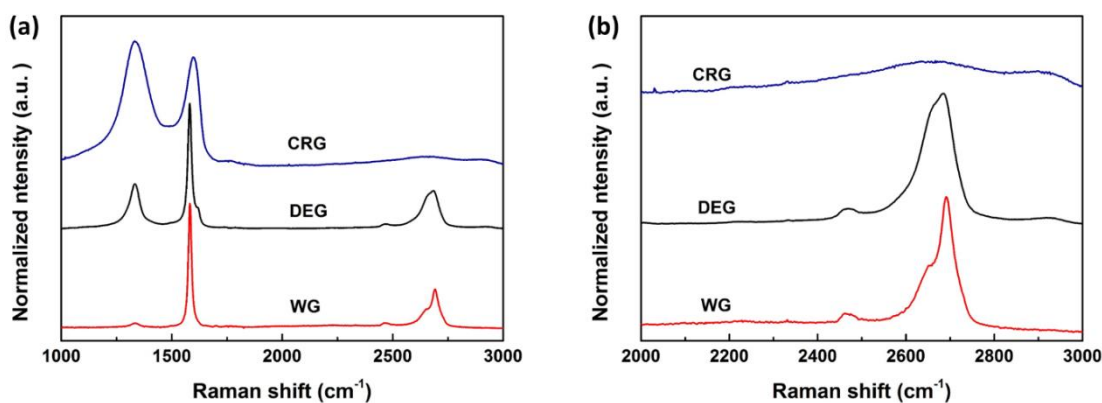 (a)
Normalized ntensity (a.u.)
CRG
DEG
WG
1000 1500 2000 2500 3000
Raman shift (cm-1)
(b)
Normalized ntensity (a.u.)
CRG
DEG
WG
2000 2200 2400 2600 2800 3000
Raman shift (cm-1)